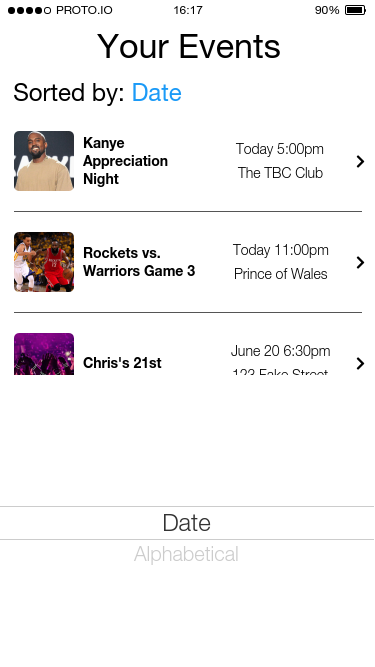 PROTO.IO 16:17 90%
Your Events
Sorted by: Date
Kanye
Appreciation
Night
Today 5:00pm
The TBC Club
Rockets vs.
Warriors Game 3
Today 11:00pm
Prince of Wales
Chris's 21st
June 20 6:30pm
123 Fake Street
Date
Alphabetical